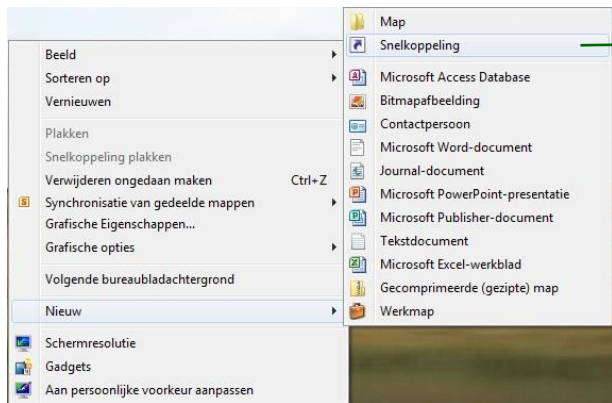 Beeld
Sorteren op
Vernieuwen
Plakken
Snelkoppeling plakken
Verwijderen ongedaan maken Ctrl+Z
Synchronisatie van gedeelde mappen
Grafische Eigenschappen...
Grafische opties
Volgende bureaubladachtergrond
Nieuw
Schermresolutie
Gadgets
Aan persoonlijke voorkeur aanpassen
Map
Snelkoppeling
Microsoft Access Database
Bitmapafbeelding
Contactpersoon
Microsoft Word-document
Journal-document
Microsoft PowerPoint-presentatie
Microsoft Publisher-document
Tekstdocument
Microsoft Excel-werkblad
Gecomprimeerde (gezipte) map
Werkmap